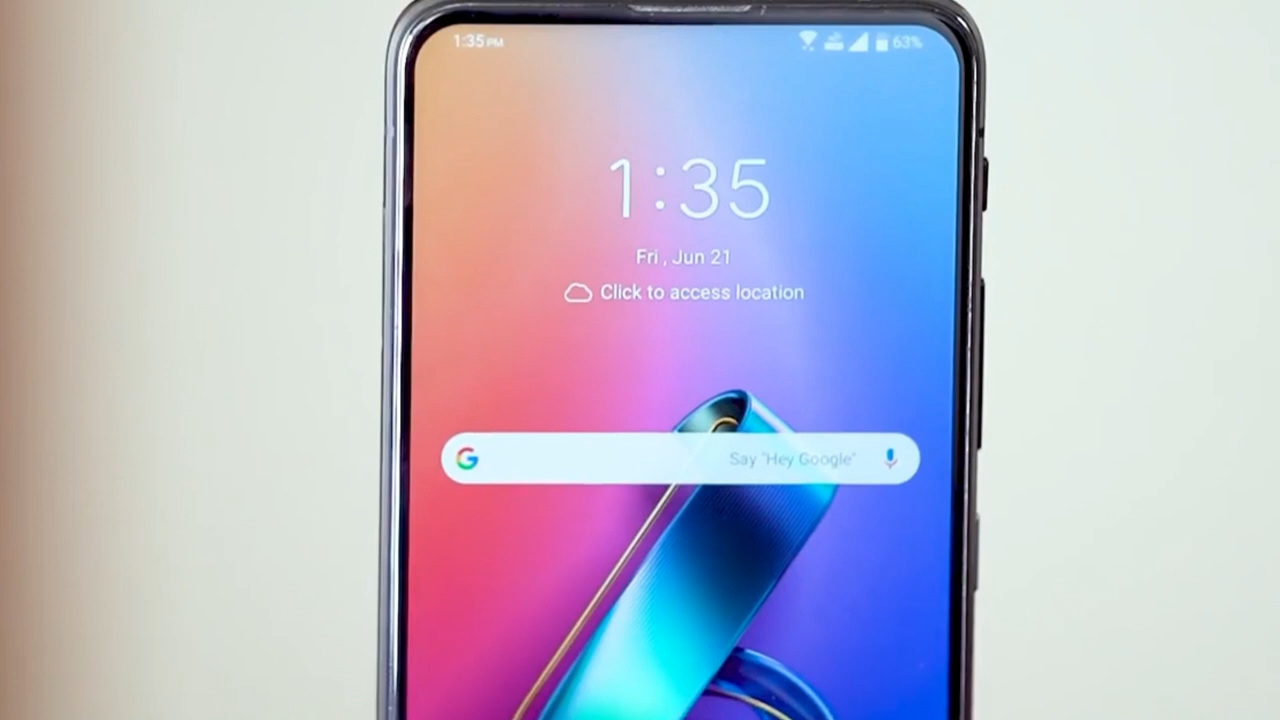 1:35 PM 63%
1:35
Fri , Jun 21
Click to access location
G Say "Hey Google"